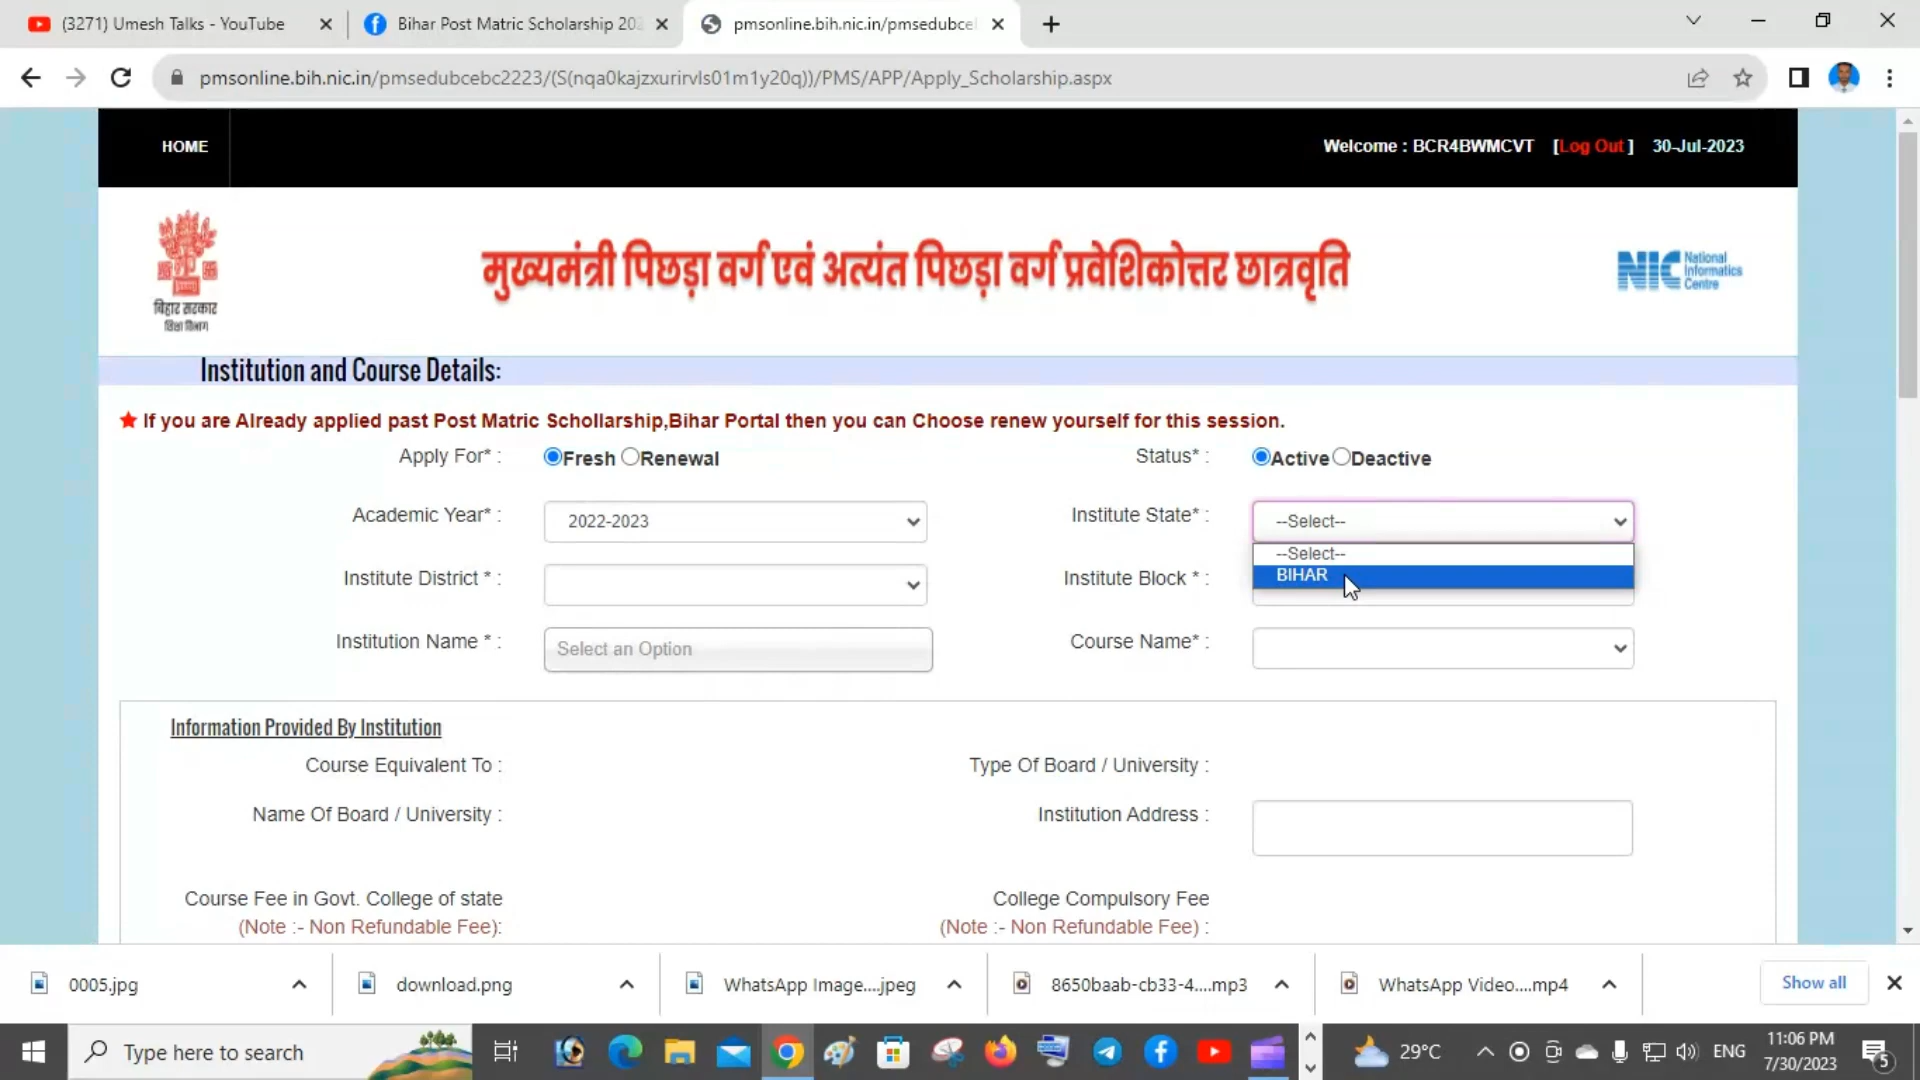 (3271) Umesh Talks - YouTube
Bihar Post Matric Scholarship 202
pmsonline.bih.nic.in/pmsedubcel
pmsonline.bih.nic.in/pmsedubcebc2223/(S(nqa0kajzxurirvls01m1y20q))/PMS/APP/Apply_Scholarship.aspx
HOME
Welcome : BCR4BWMCVT [Log Out ] 30-Jul-2023
बिहार सरकार
शिक्षा विभाग
मुख्यमंत्री पिछड़ा वर्ग एवं अत्यंत पिछड़ा वर्ग प्रवेशिकोत्तर छात्रवृति
NIC National Informatics Centre
Institution and Course Details:
If you are Already applied past Post Matric Schollarship,Bihar Portal then you can Choose renew yourself for this session.
Apply For* : Fresh Renewal Status* : Active Deactive
Academic Year* : 2022-2023 Institute State* : --Select--
--Select--
Institute District * : Institute Block * : BIHAR
Institution Name * : Select an Option Course Name* :
Information Provided By Institution
Course Equivalent To : Type Of Board / University :
Name Of Board / University : Institution Address :
Course Fee in Govt. College of state College Compulsory Fee
(Note :- Non Refundable Fee): (Note :- Non Refundable Fee) :
0005.jpg download.png WhatsApp Image....jpeg 8650baab-cb33-4....mp3 WhatsApp Video....mp4 Show all
Type here to search 29°C ENG 11:06 PM
7/30/2023 5